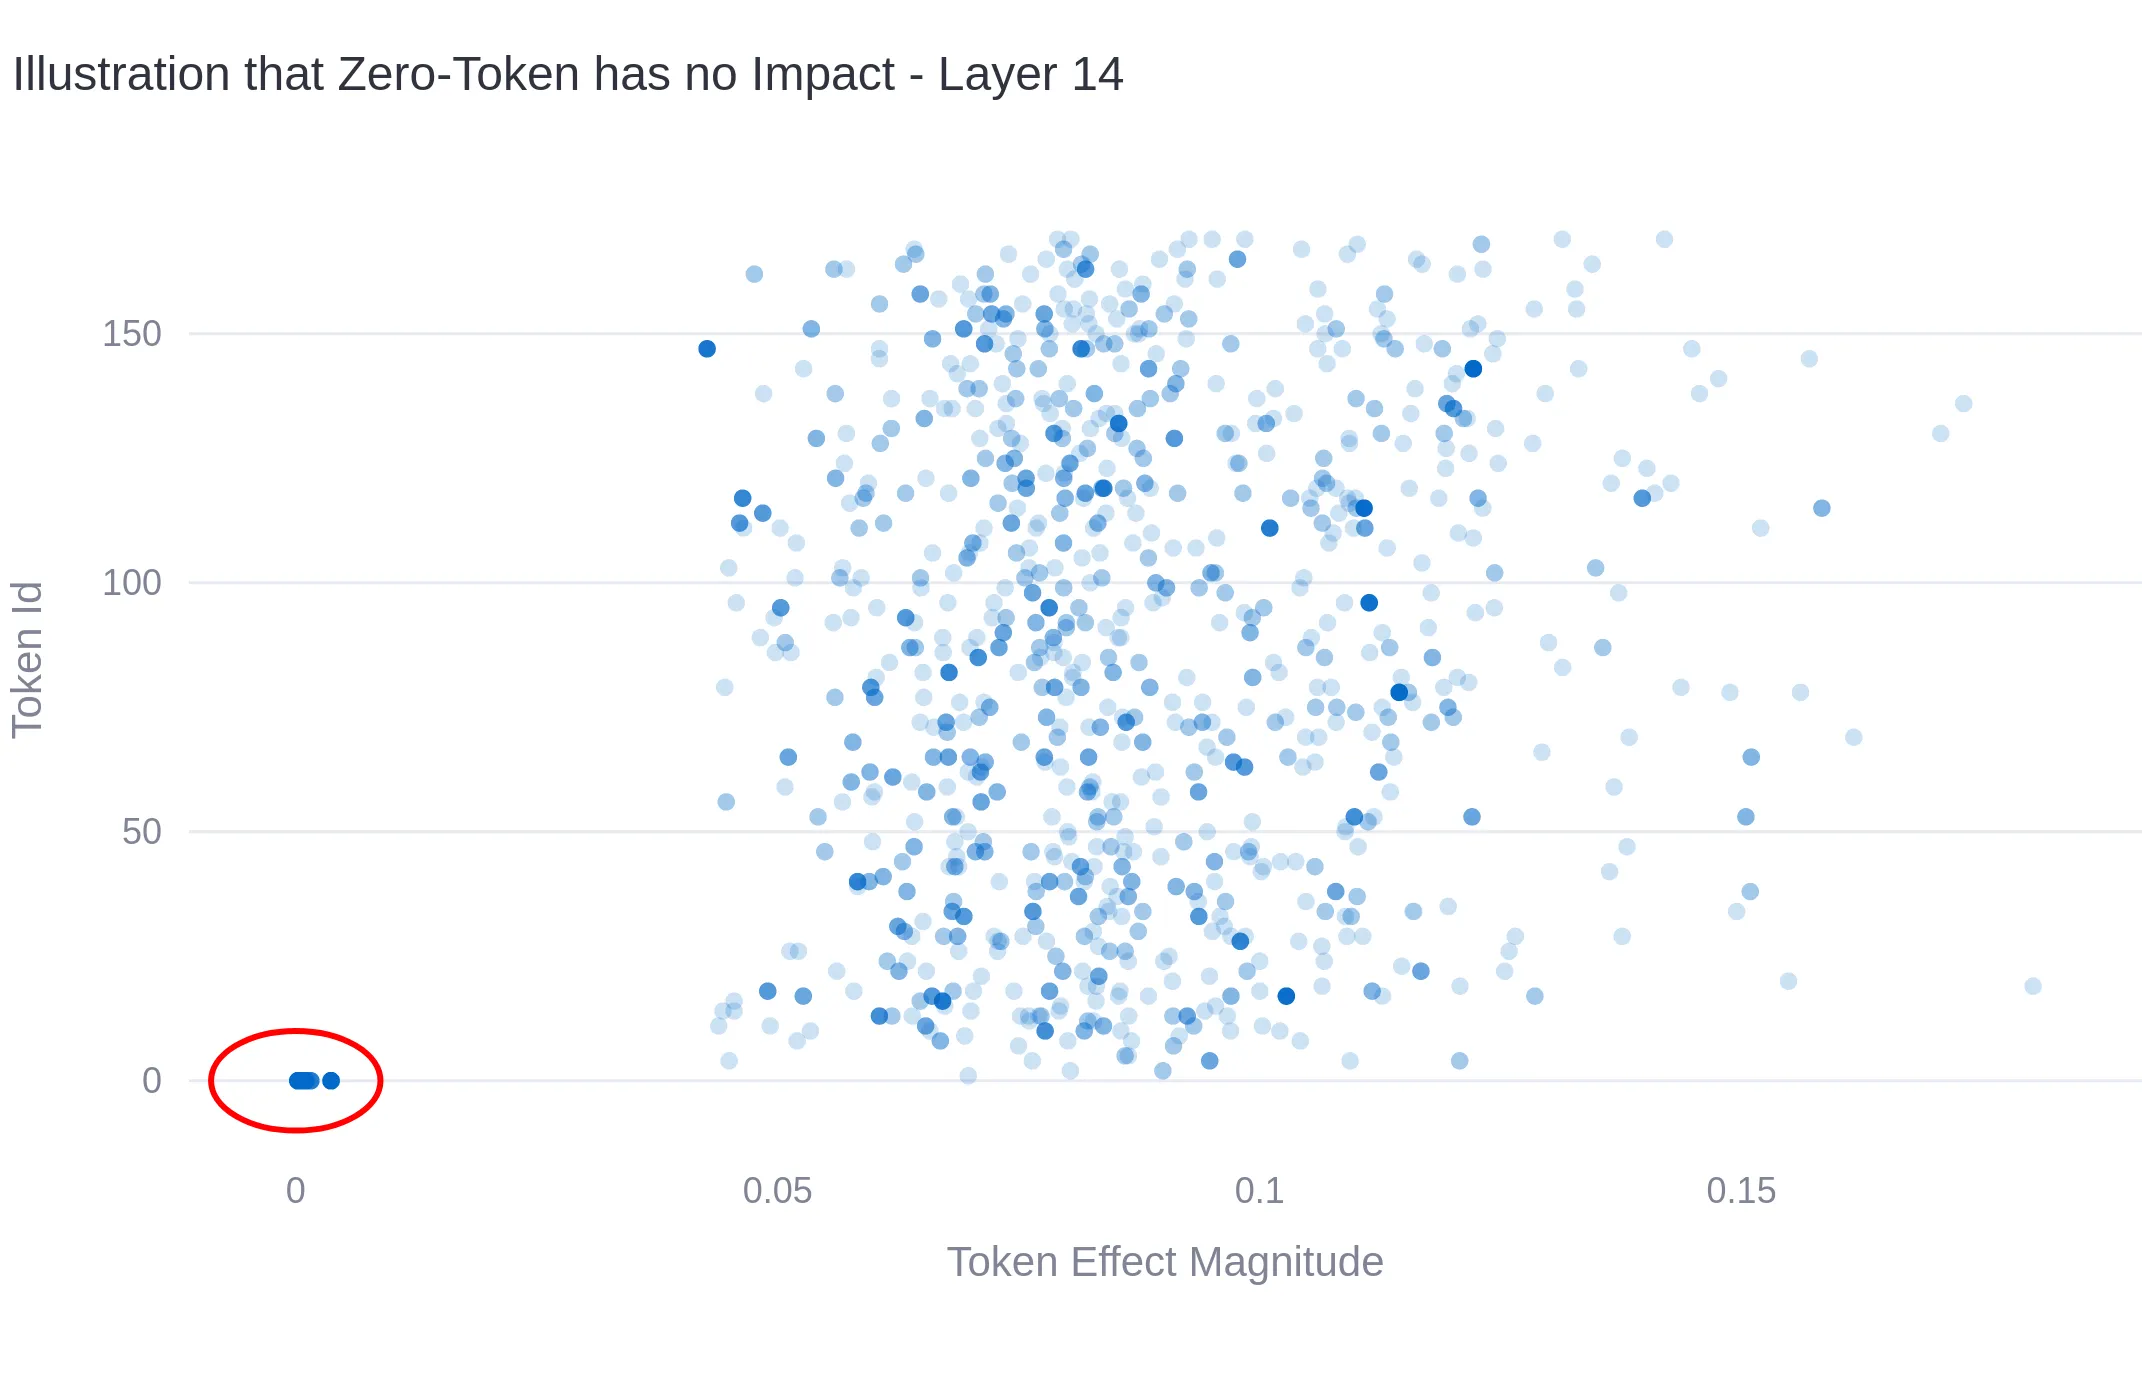 Illustration that Zero-Token has no Impact - Layer 14
Token Id
150
100
50
0
0
0.05
0.1
0.15
Token Effect Magnitude